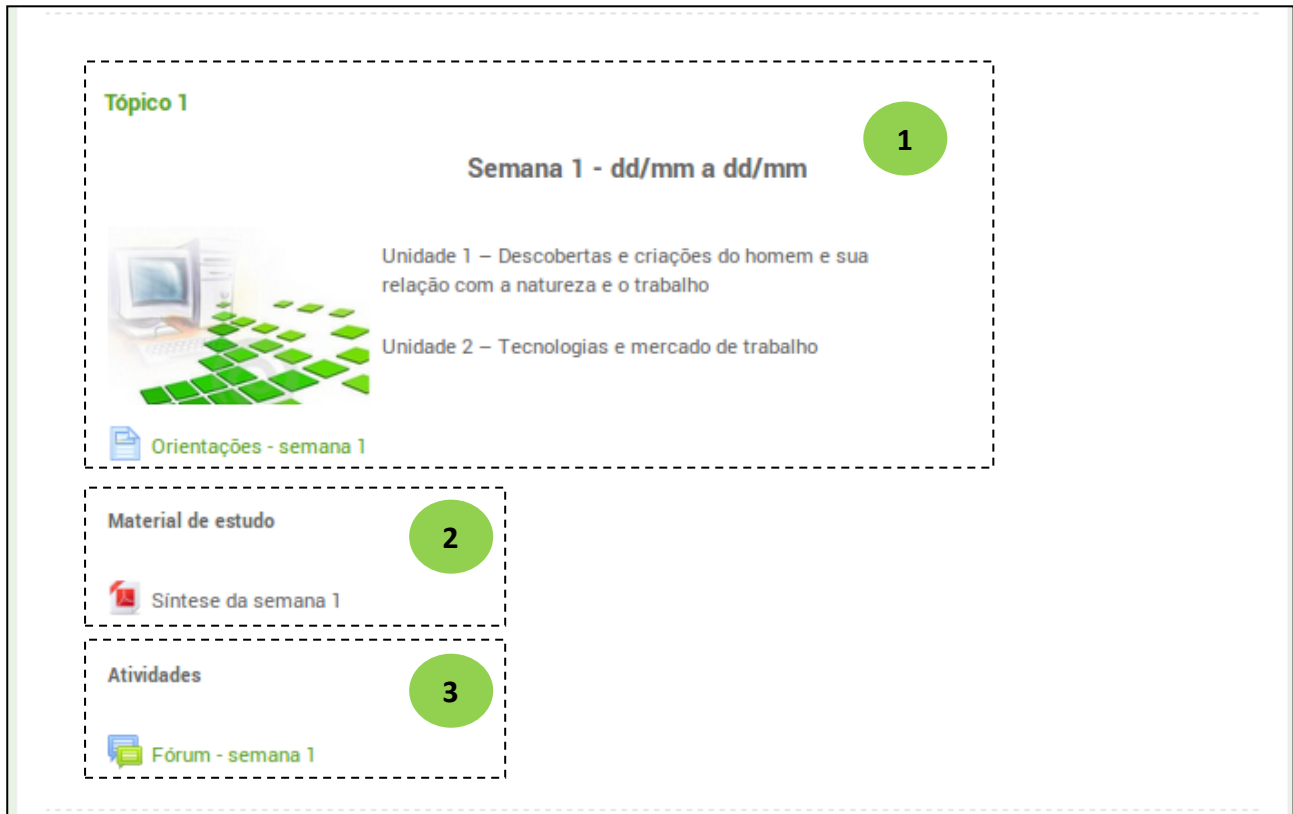 Tópico 1
1
Semana 1 - dd/mm a dd/mm
Unidade 1 – Descobertas e criações do homem e sua
relação com a natureza e o trabalho
Unidade 2 – Tecnologias e mercado de trabalho
Orientações - semana 1
Material de estudo
2
Síntese da semana 1
Atividades
3
Fórum - semana 1